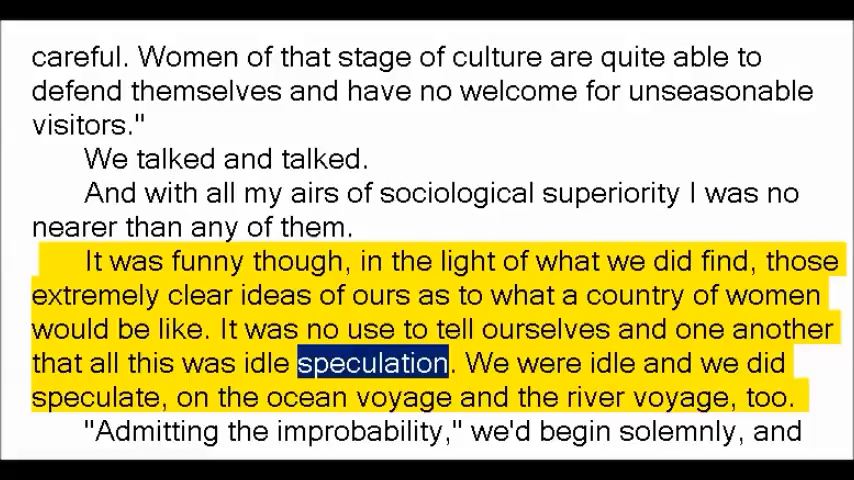 careful. Women of that stage of culture are quite able to
defend themselves and have no welcome for unseasonable
visitors."
We talked and talked.
And with all my airs of sociological superiority I was no
nearer than any of them.
It was funny though, in the light of what we did find, those
extremely clear ideas of ours as to what a country of women
would be like. It was no use to tell ourselves and one another
that all this was idle speculation. We were idle and we did
speculate, on the ocean voyage and the river voyage, too.
"Admitting the improbability," we'd begin solemnly, and